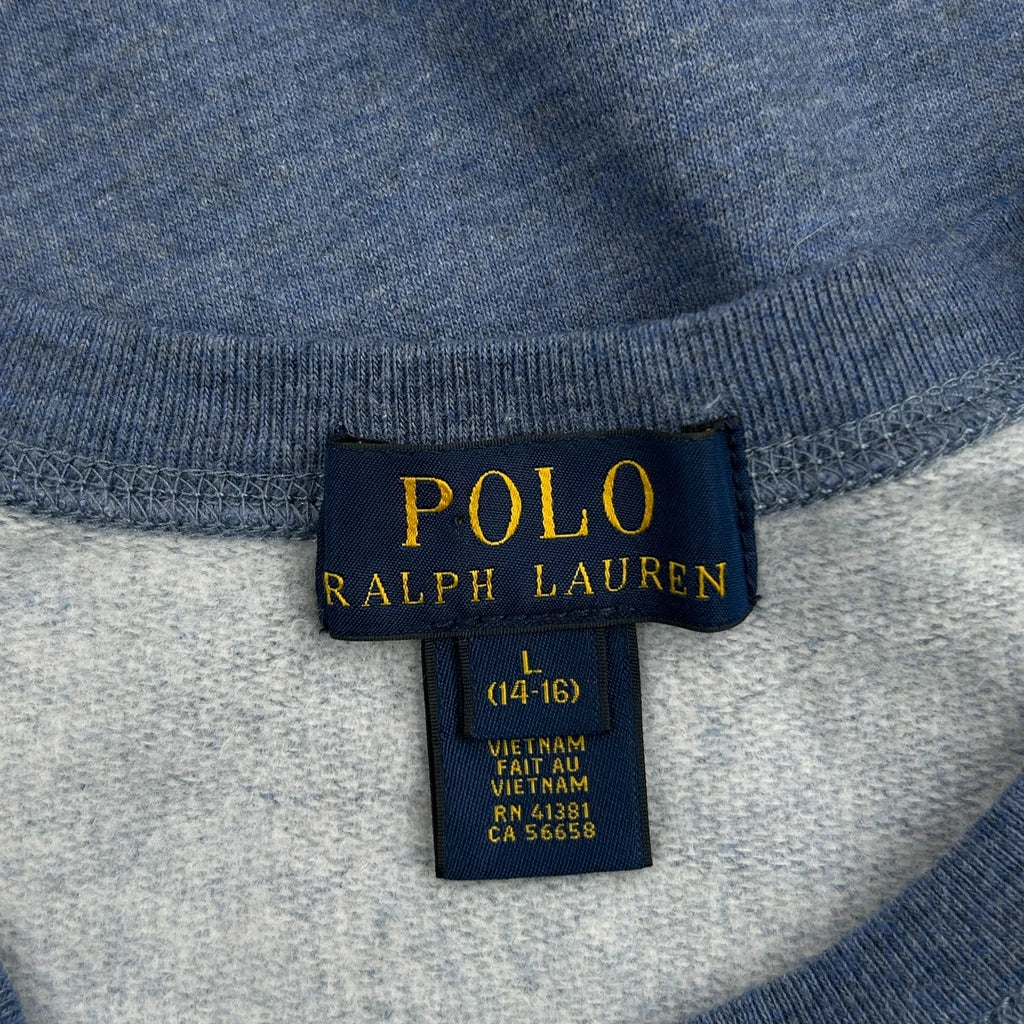 POLO
RALPH LAUREN
L
(14-16)
VIETNAM
FAIT AU
VIETNAM
RN 41381
CA 56658